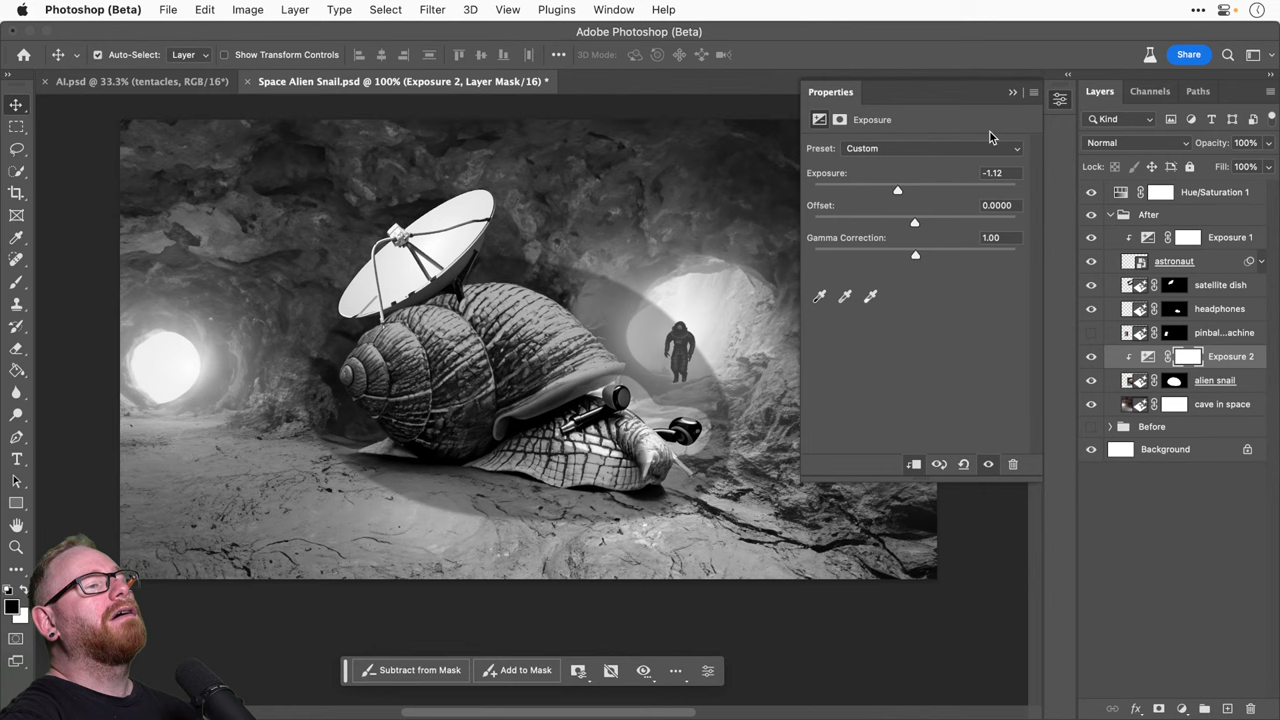 Photoshop (Beta) File Edit Image Layer Type Select Filter 3D View Plugins Window Help
Adobe Photoshop (Beta)
Auto-Select: Layer Show Transform Controls 3D Mode: Share
AI.psd @ 33.3% (tentacles, RGB/16*) Space Alien Snail.psd @ 100% (Exposure 2, Layer Mask/16) *
Properties
Exposure
Preset: Custom
Exposure: -1.12
Offset: 0.0000
Gamma Correction: 1.00
Layers Channels Paths
Kind
Normal Opacity: 100%
Lock: Fill: 100%
Hue/Saturation 1
After
Exposure 1
astronaut
satellite dish
headphones
pinbal...achine
Exposure 2
alien snail
cave in space
Before
Background
Subtract from Mask Add to Mask